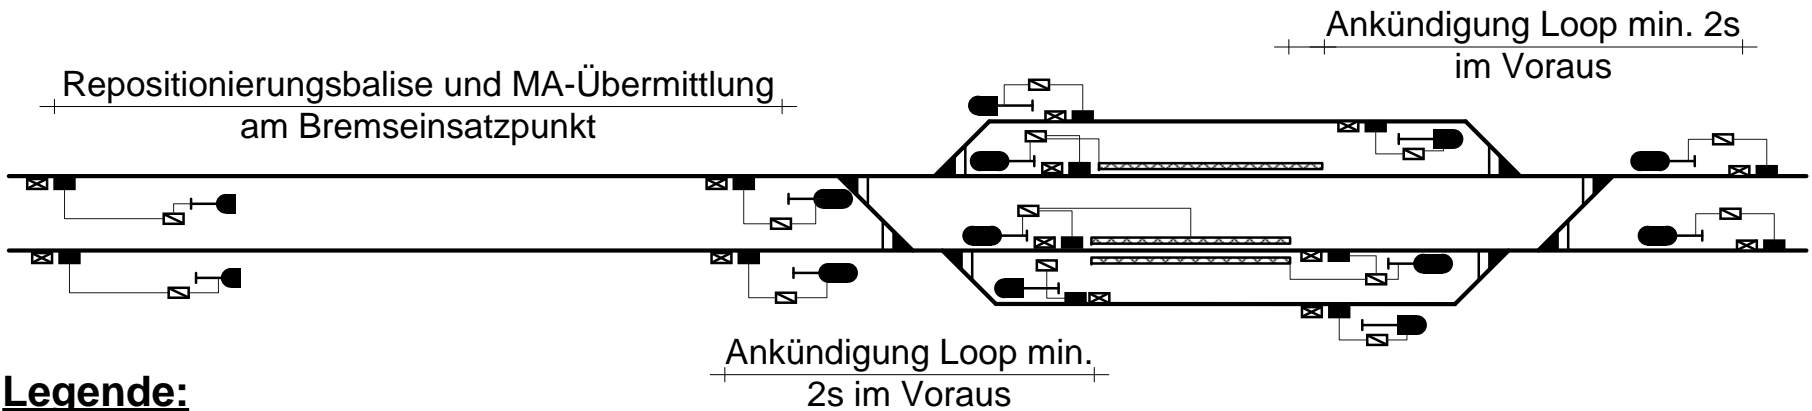 Ankündigung Loop min. 2s
im Voraus
Repositionierungsbalise und MA-Übermittlung
am Bremseinsatzpunkt
Ankündigung Loop min.
2s im Voraus
Legende: